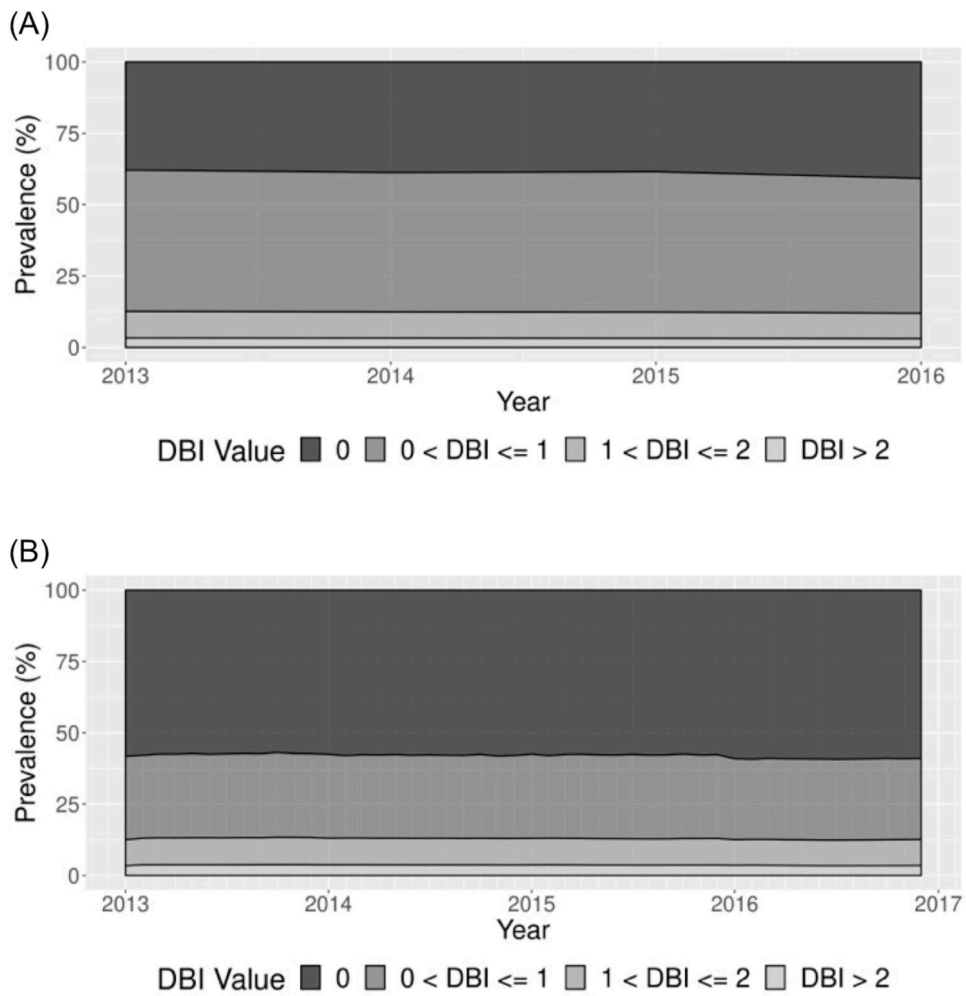 (A)
100
75
50
25
0
Prevalence (%)
2013 2014 2015 2016
Year
DBI Value 0 0 < DBI <= 1 1 < DBI <= 2 DBI > 2
(B)
100
75
50
25
0
Prevalence (%)
2013 2014 2015 2016 2017
Year
DBI Value 0 0 < DBI <= 1 1 < DBI <= 2 DBI > 2